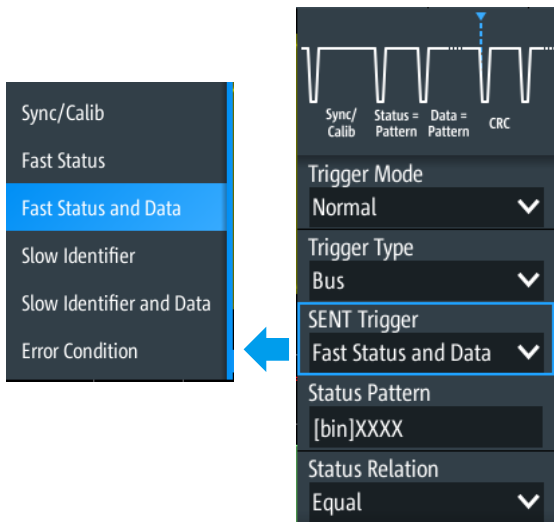 Sync/Calib
Fast Status
Fast Status and Data
Slow Identifier
Slow Identifier and Data
Error Condition
Sync/ Calib
Status = Pattern
Data = Pattern
CRC
Trigger Mode
Normal
Trigger Type
Bus
SENT Trigger
Fast Status and Data
Status Pattern
[bin]XXXX
Status Relation
Equal